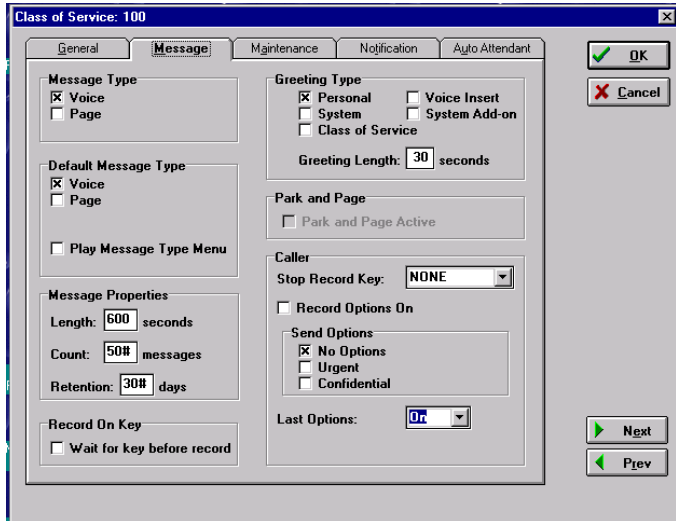 Class of Service: 100
General Message Maintenance Notification Auto Attendant
OK
Cancel
Message Type
Voice
Page
Default Message Type
Voice
Page
Play Message Type Menu
Message Properties
Length: 600 seconds
Count: 50# messages
Retention: 30# days
Record On Key
Wait for key before record
Greeting Type
Personal Voice Insert
System System Add-on
Class of Service
Greeting Length: 30 seconds
Park and Page
Park and Page Active
Caller
Stop Record Key: NONE
Record Options On
Send Options
No Options
Urgent
Confidential
Last Options: On
Next
Prev